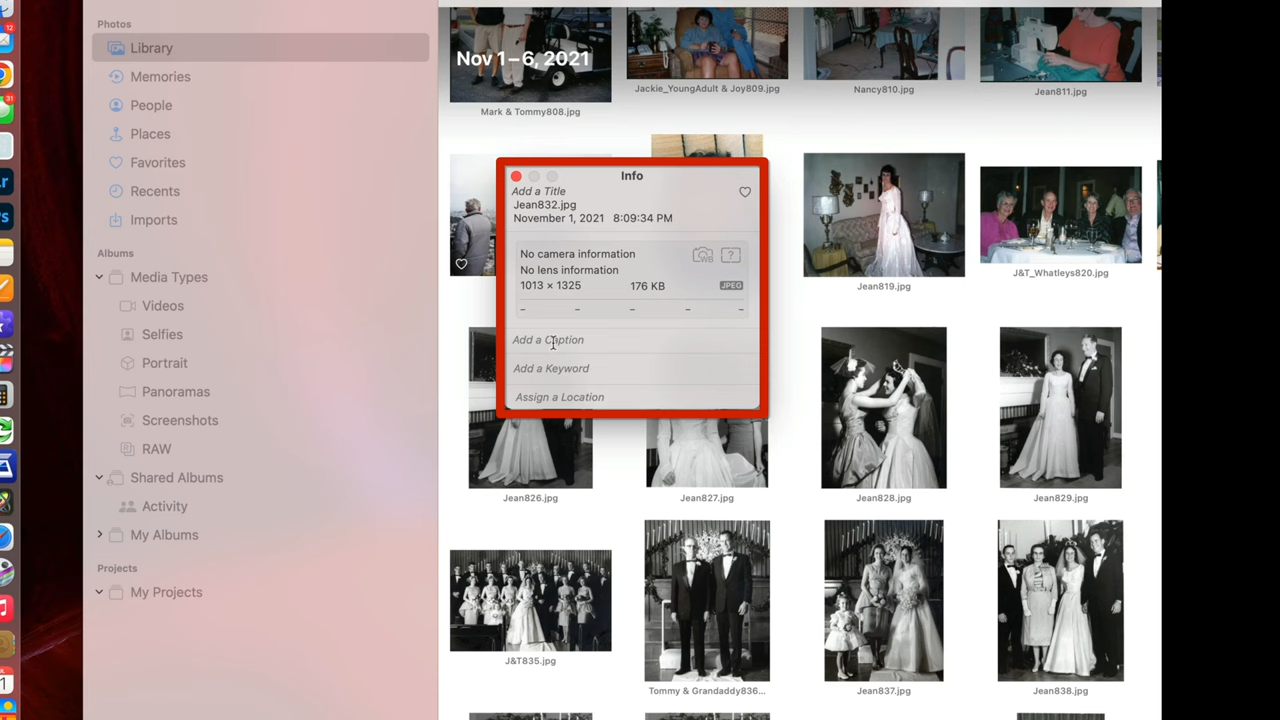 12
31
Photos
Library
Memories
People
Places
Favorites
Recents
Imports
Albums
Media Types
Videos
Selfies
Portrait
Panoramas
Screenshots
RAW
Shared Albums
Activity
My Albums
Projects
My Projects
Nov 1–6, 2021
Mark & Tommy808.jpg
Jackie_YoungAdult & Joy809.jpg
Nancy810.jpg
Jean811.jpg
Info
Add a Title
Jean832.jpg
November 1, 2021 8:09:34 PM
No camera information
WB
?
No lens information
1013 × 1325 176 KB JPEG
– – – – –
Add a Caption
Add a Keyword
Assign a Location
Jean819.jpg
J&T_Whatleys820.jpg
Jean826.jpg
Jean827.jpg
Jean828.jpg
Jean829.jpg
J&T835.jpg
Tommy & Grandaddy836...
Jean837.jpg
Jean838.jpg